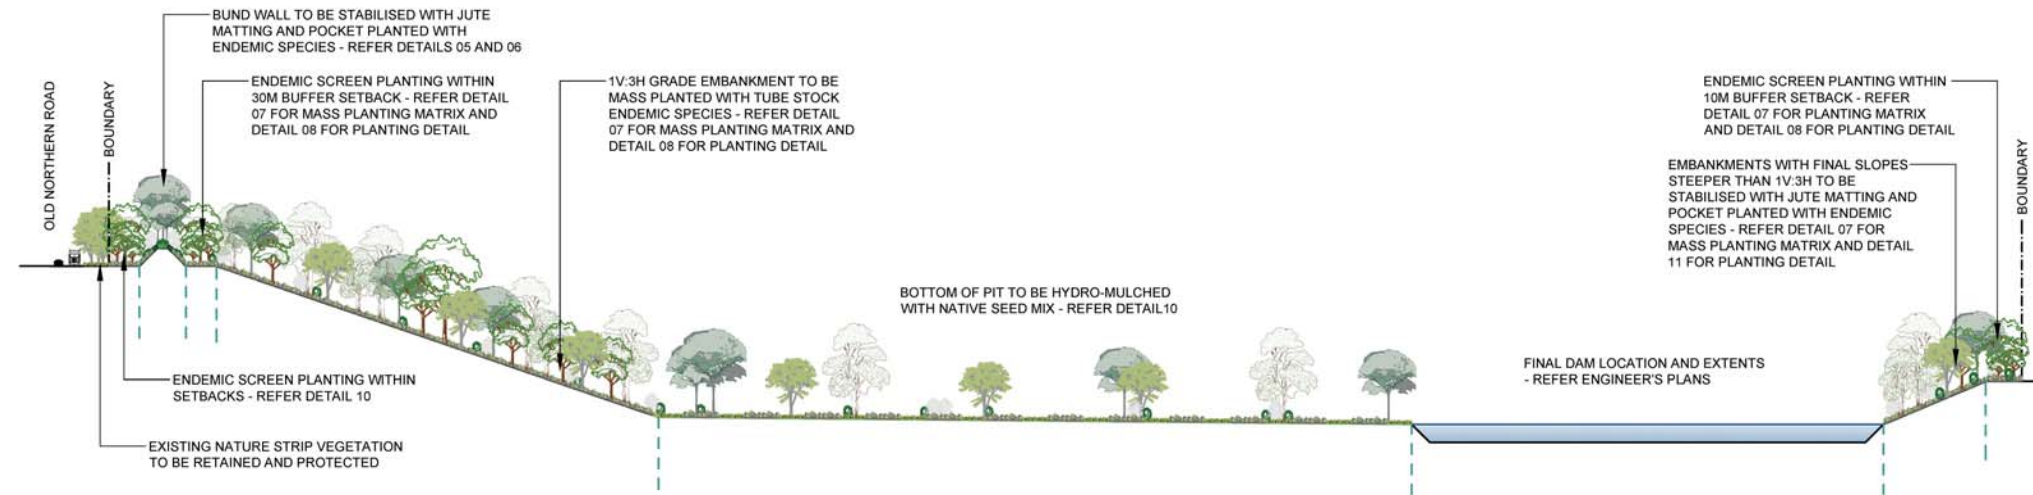 BUND WALL TO BE STABILISED WITH JUTE
MATTING AND POCKET PLANTED WITH
ENDEMIC SPECIES - REFER DETAILS 05 AND 06
OLD NORTHERN ROAD
BOUNDARY
ENDEMIC SCREEN PLANTING WITHIN
30M BUFFER SETBACK - REFER DETAIL
07 FOR MASS PLANTING MATRIX AND
DETAIL 08 FOR PLANTING DETAIL
1V:3H GRADE EMBANKMENT TO BE
MASS PLANTED WITH TUBE STOCK
ENDEMIC SPECIES - REFER DETAIL
07 FOR MASS PLANTING MATRIX AND
DETAIL 08 FOR PLANTING DETAIL
ENDEMIC SCREEN PLANTING WITHIN
10M BUFFER SETBACK - REFER
DETAIL 07 FOR PLANTING MATRIX
AND DETAIL 08 FOR PLANTING DETAIL
EMBANKMENTS WITH FINAL SLOPES
STEEPER THAN 1V:3H TO BE
STABILISED WITH JUTE MATTING AND
POCKET PLANTED WITH ENDEMIC
SPECIES - REFER DETAIL 07 FOR
MASS PLANTING MATRIX AND DETAIL
11 FOR PLANTING DETAIL
BOUNDARY
BOTTOM OF PIT TO BE HYDRO-MULCHED
WITH NATIVE SEED MIX - REFER DETAIL10
FINAL DAM LOCATION AND EXTENTS
- REFER ENGINEER'S PLANS
ENDEMIC SCREEN PLANTING WITHIN
SETBACKS - REFER DETAIL 10
EXISTING NATURE STRIP VEGETATION
TO BE RETAINED AND PROTECTED